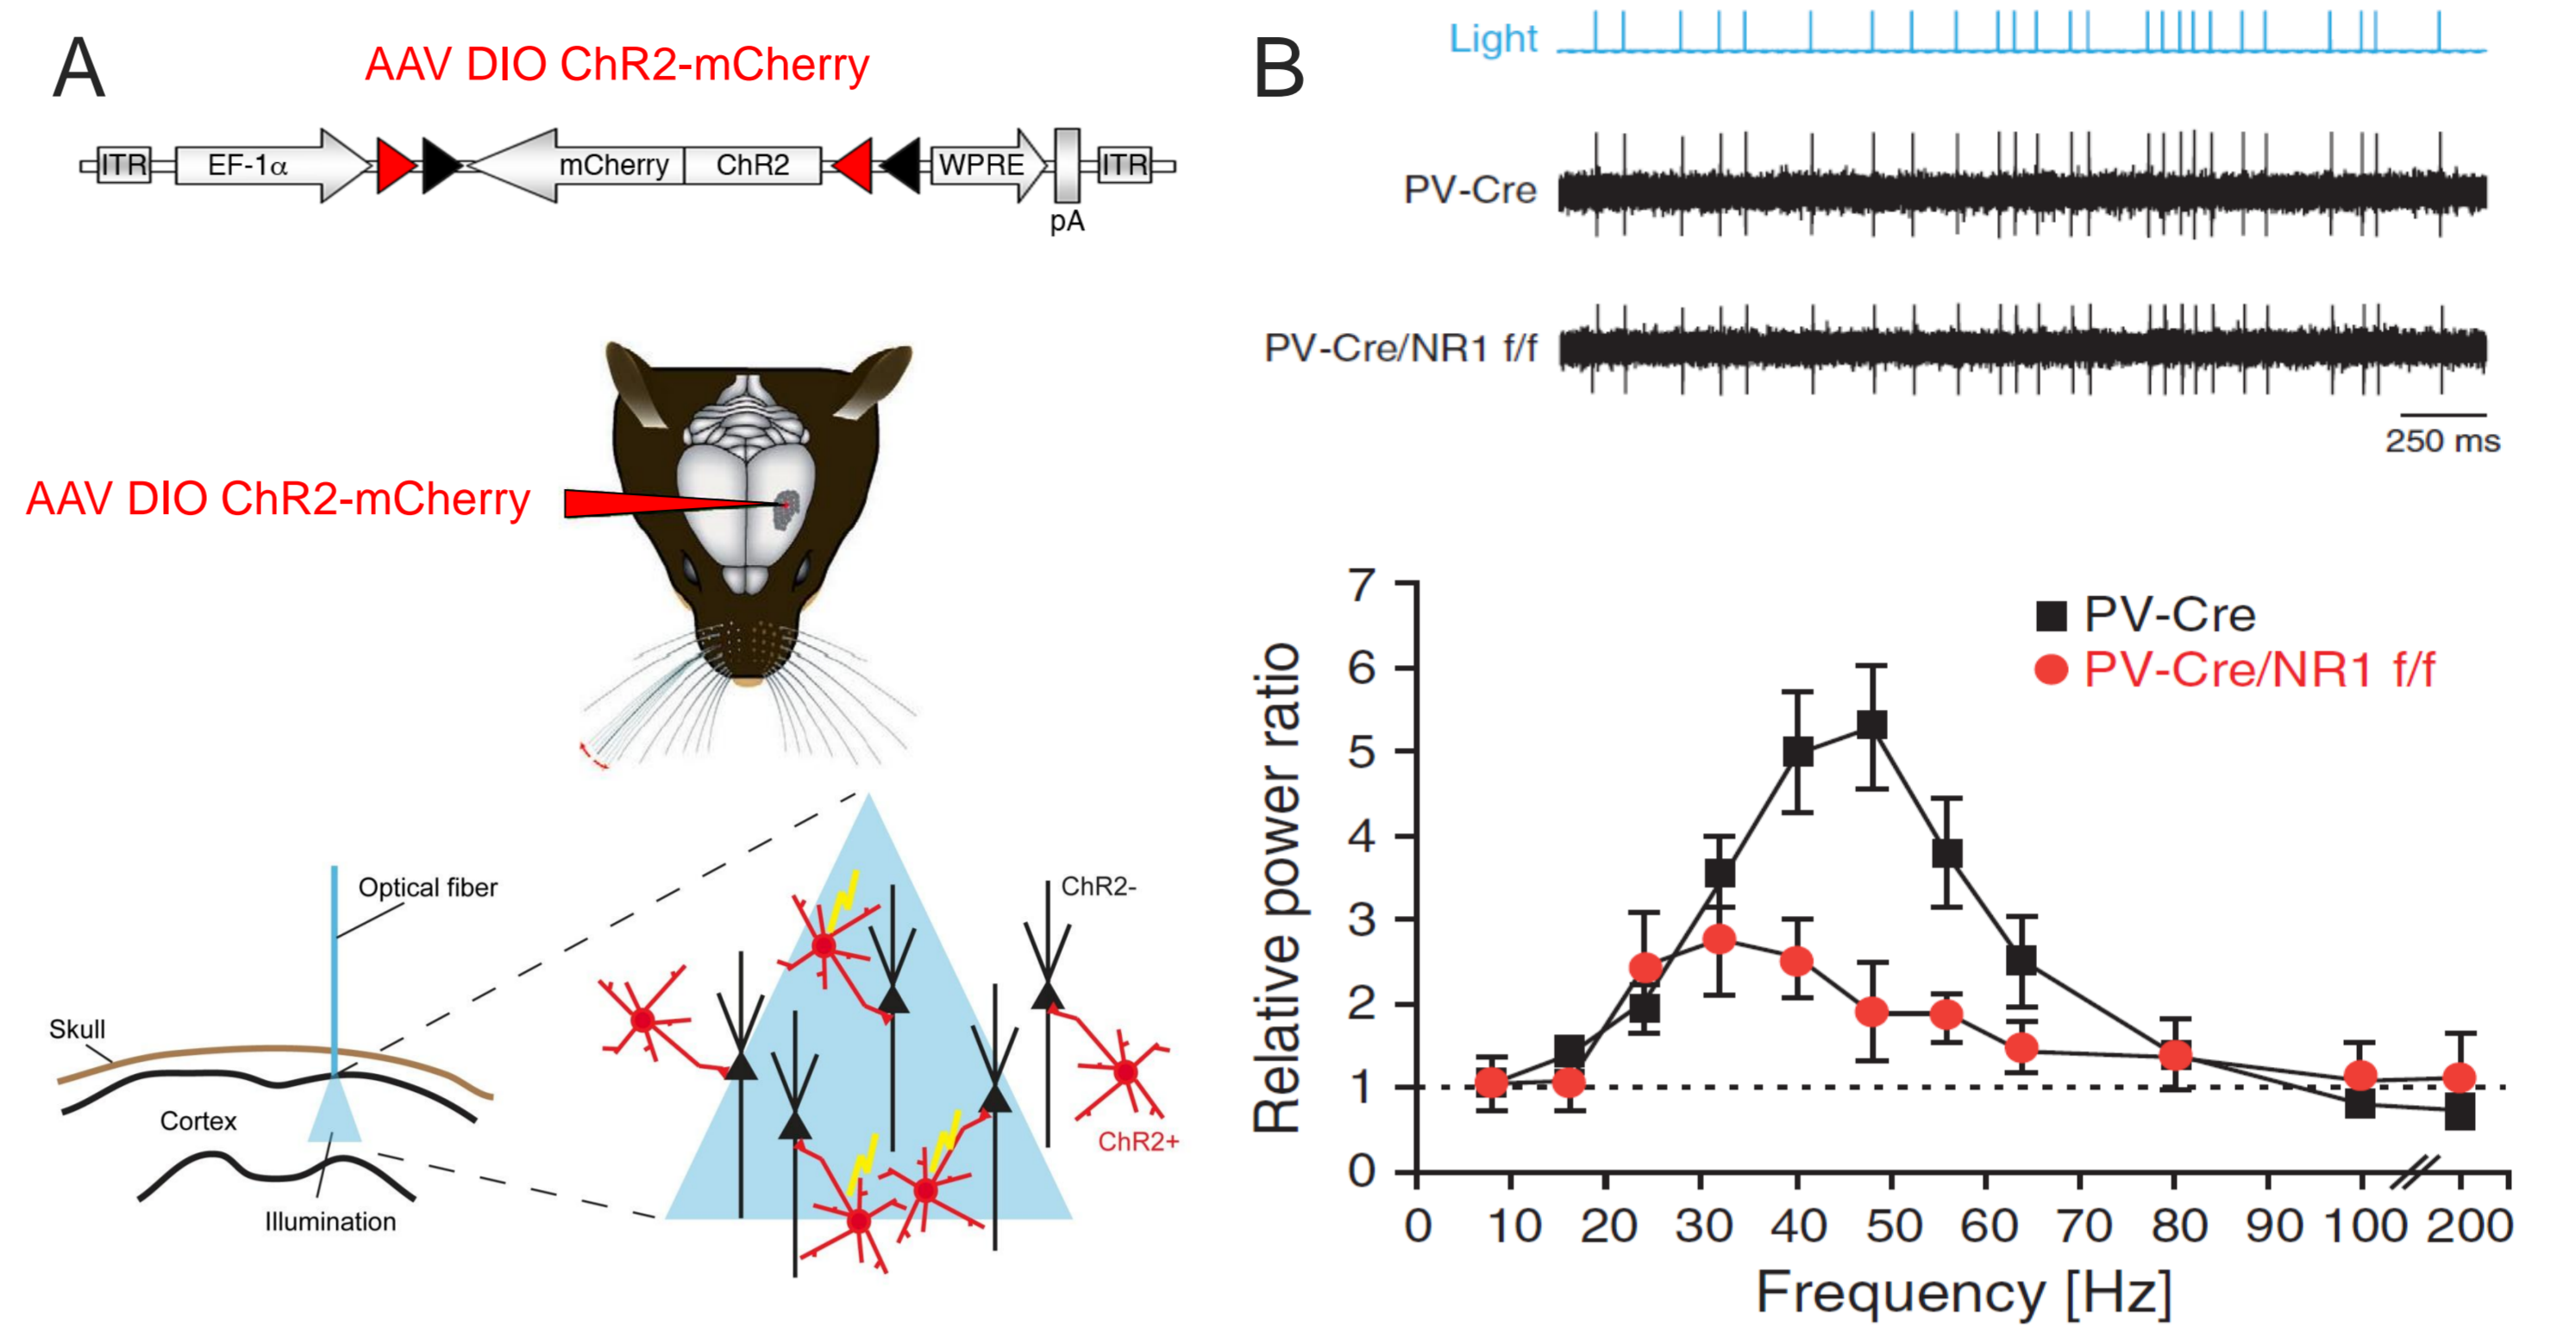 A
AAV DIO ChR2-mCherry
ITR EF-1α mCherry ChR2 WPRE ITR
pA
AAV DIO ChR2-mCherry
Optical fiber
Skull
Cortex
Illumination
ChR2-
ChR2+
B
Light
PV-Cre
PV-Cre/NR1 f/f
250 ms
Relative power ratio
7
6
5
4
3
2
1
0
PV-Cre
PV-Cre/NR1 f/f
0 10 20 30 40 50 60 70 80 90 100 200
Frequency [Hz]